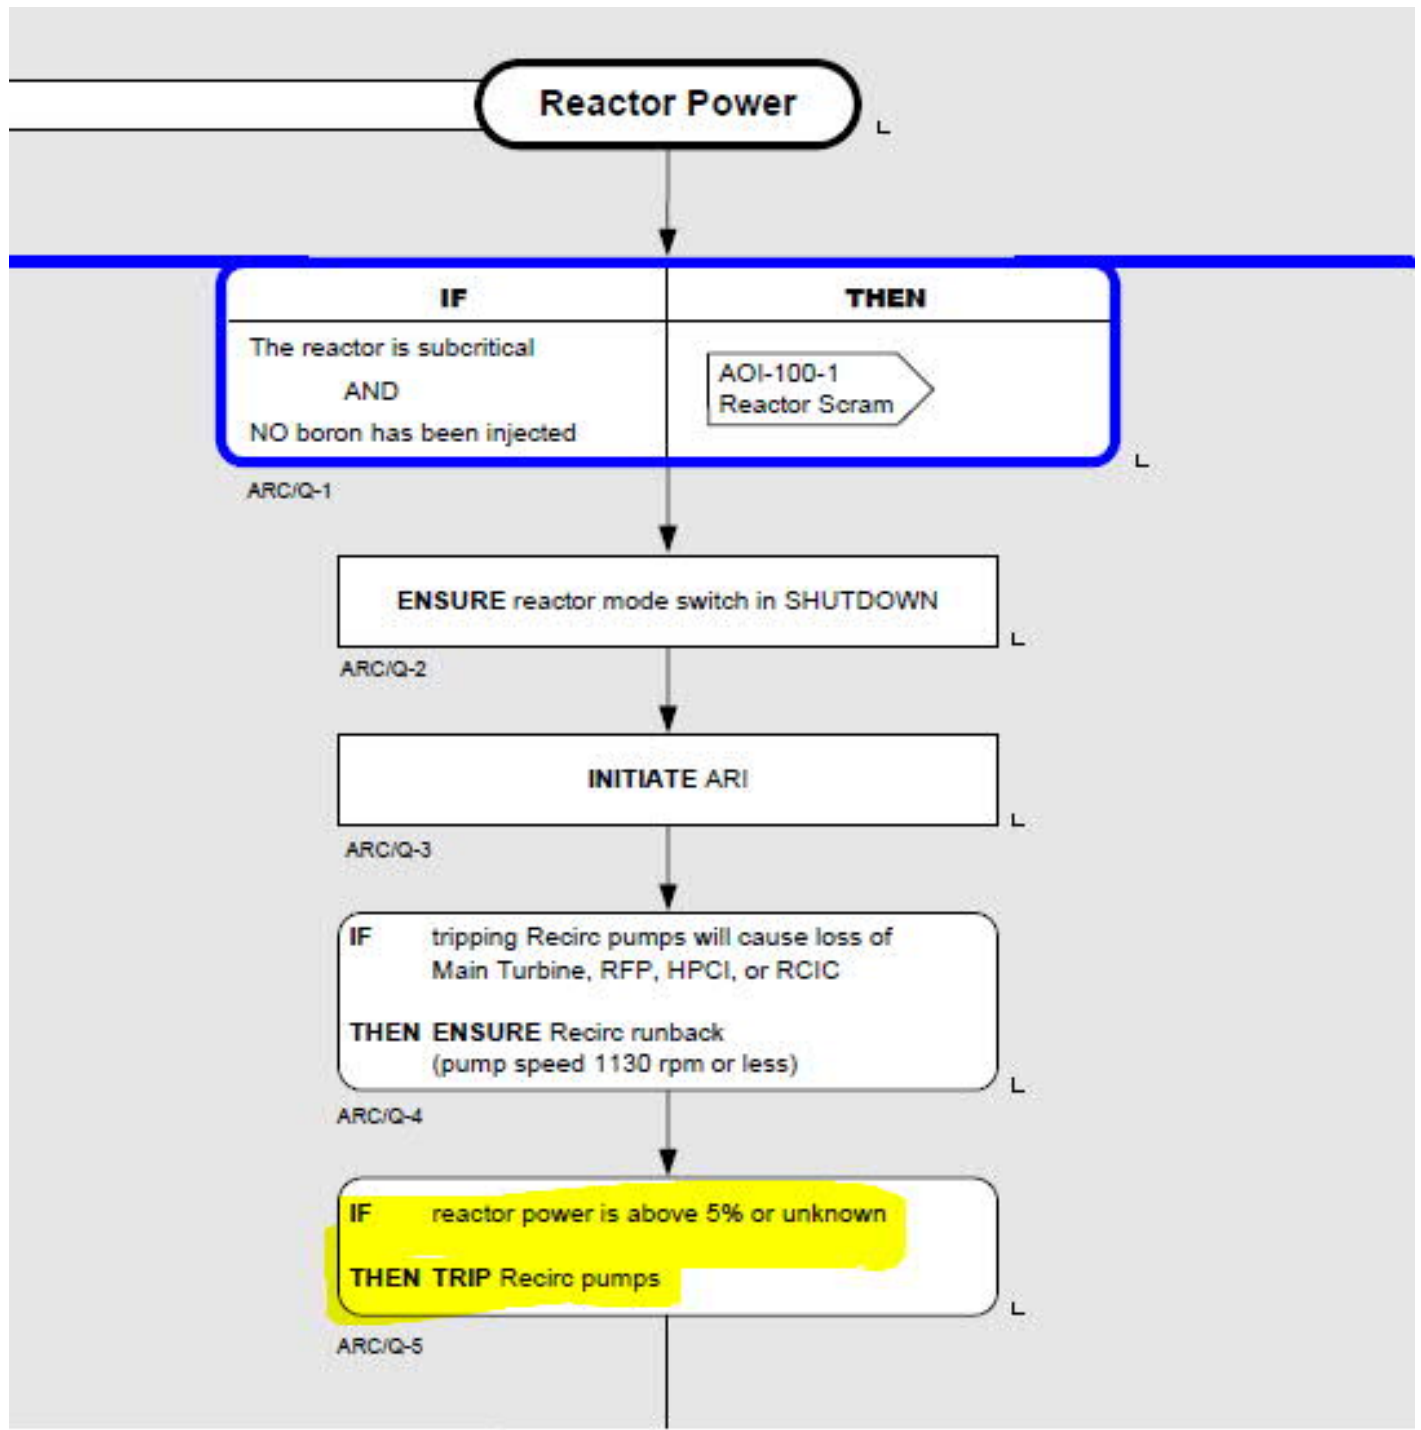 Reactor Power
IF
THEN
The reactor is subcritical
AND
NO boron has been injected
AOI-100-1
Reactor Scram
ARC/Q-1
ENSURE reactor mode switch in SHUTDOWN
ARC/Q-2
INITIATE ARI
ARC/Q-3
IF tripping Recirc pumps will cause loss of
Main Turbine, RFP, HPCI, or RCIC
THEN ENSURE Recirc runback
(pump speed 1130 rpm or less)
ARC/Q-4
IF reactor power is above 5% or unknown
THEN TRIP Recirc pumps
ARC/Q-5